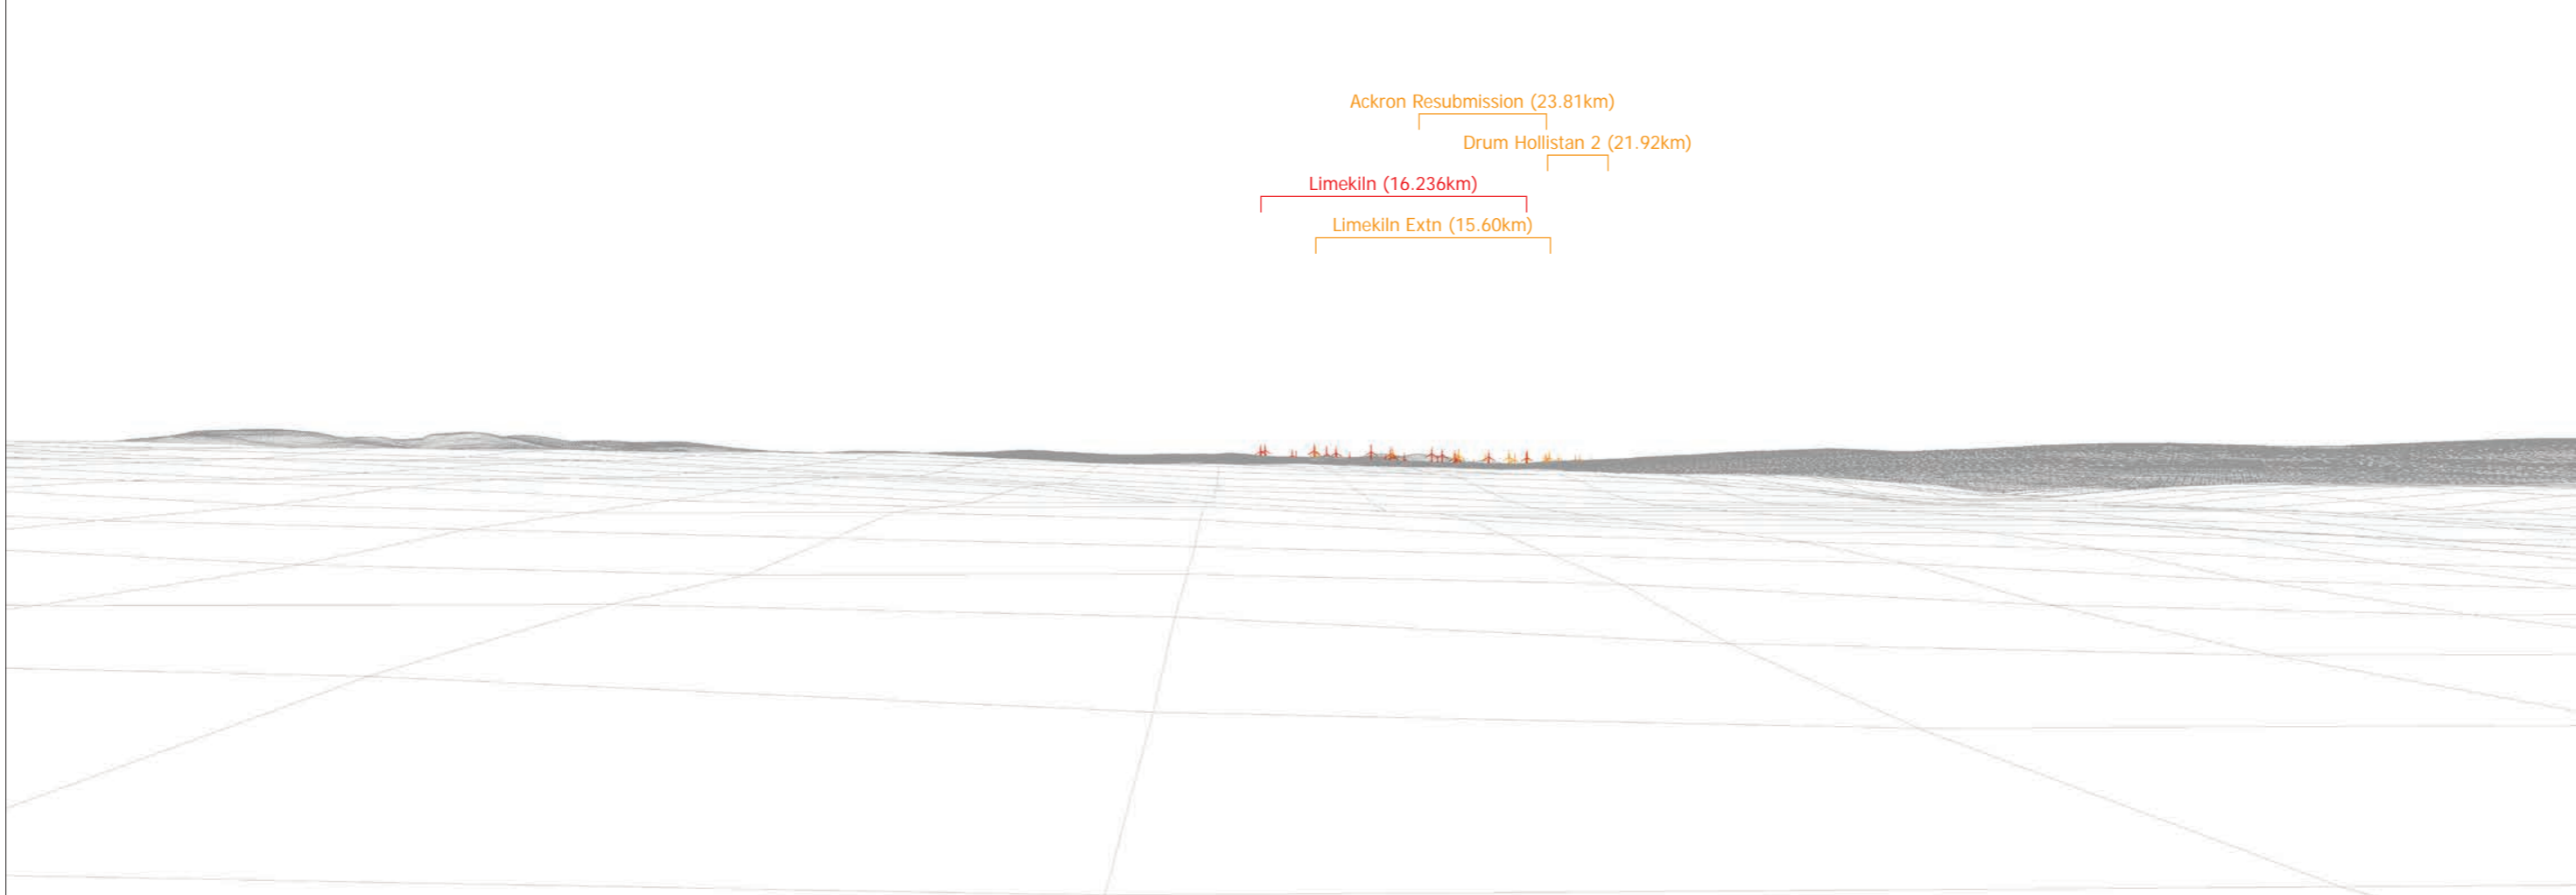 Ackron Resubmission (23.81km)
Drum Hollistan 2 (21.92km)
Limekiln (16.236km)
Limekiln Extn (15.60km)